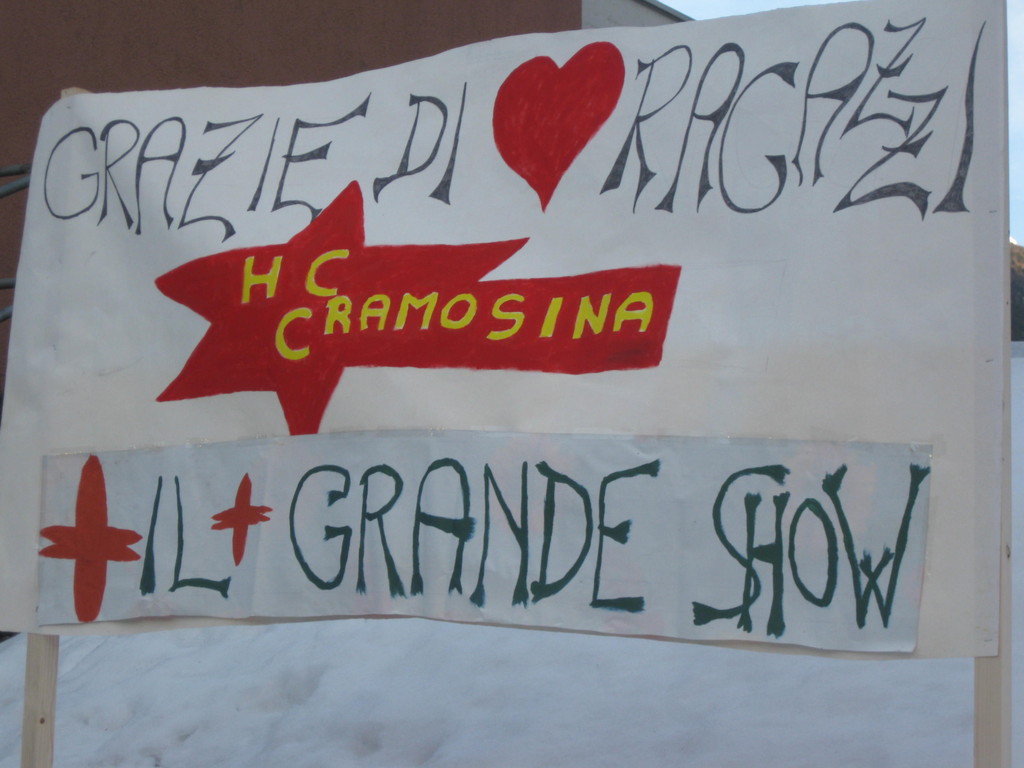 GRAZIE DI ❤ RAGAZZI
HC
CRAMOSINA
+ IL + GRANDE SHOW